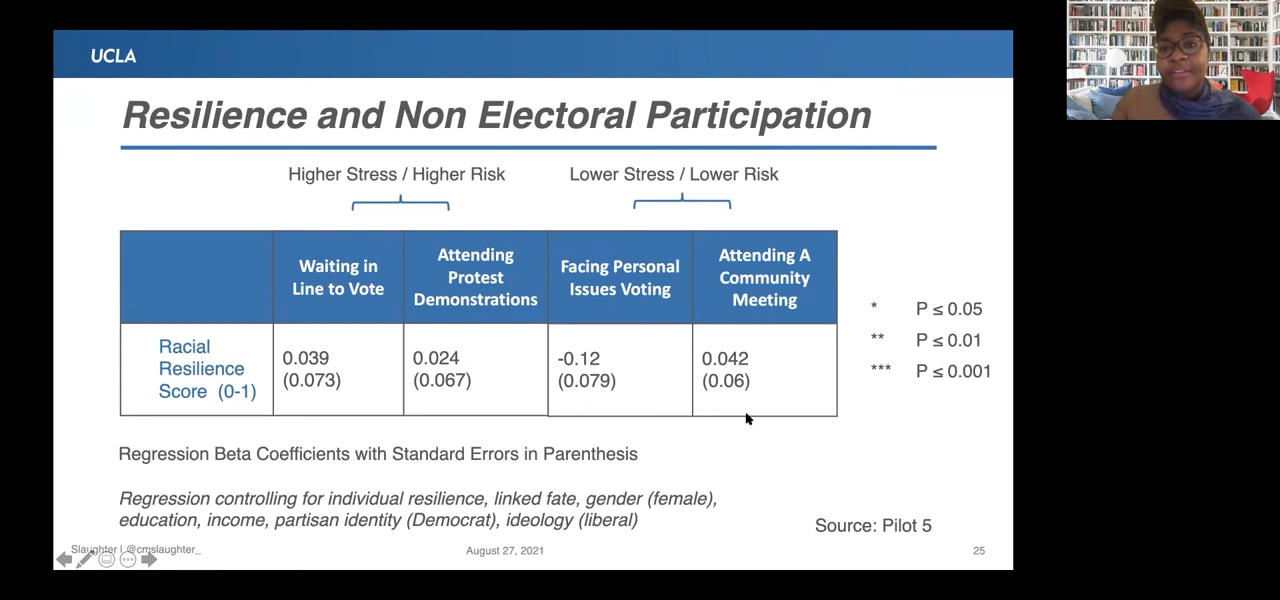 UCLA
Resilience and Non Electoral Participation
Higher Stress / Higher Risk
Lower Stress / Lower Risk
Waiting in
Line to Vote
Attending
Protest
Demonstrations
Facing Personal
Issues Voting
Attending A
Community
Meeting
Racial
Resilience
Score (0-1)
0.039
(0.073)
0.024
(0.067)
-0.12
(0.079)
0.042
(0.06)
* P ≤ 0.05
** P ≤ 0.01
*** P ≤ 0.001
Regression Beta Coefficients with Standard Errors in Parenthesis
Regression controlling for individual resilience, linked fate, gender (female),
education, income, partisan identity (Democrat), ideology (liberal)
Source: Pilot 5
Slaughter | @cmslaughter_
August 27, 2021
25